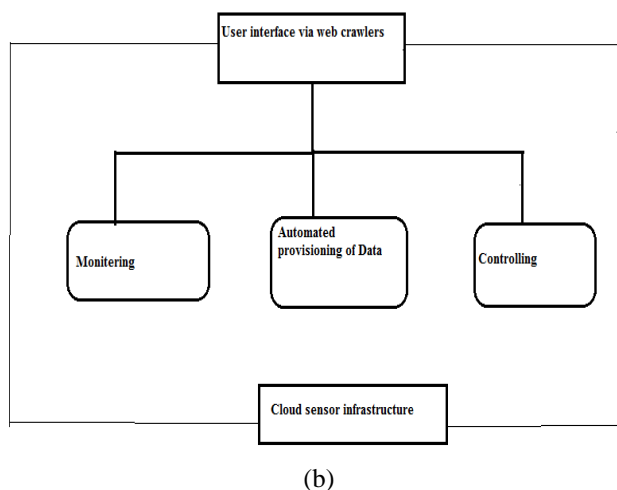 User interface via web crawlers
Automated
provisioning of Data
Monitering
Controlling
Cloud sensor infrastructure
(b)